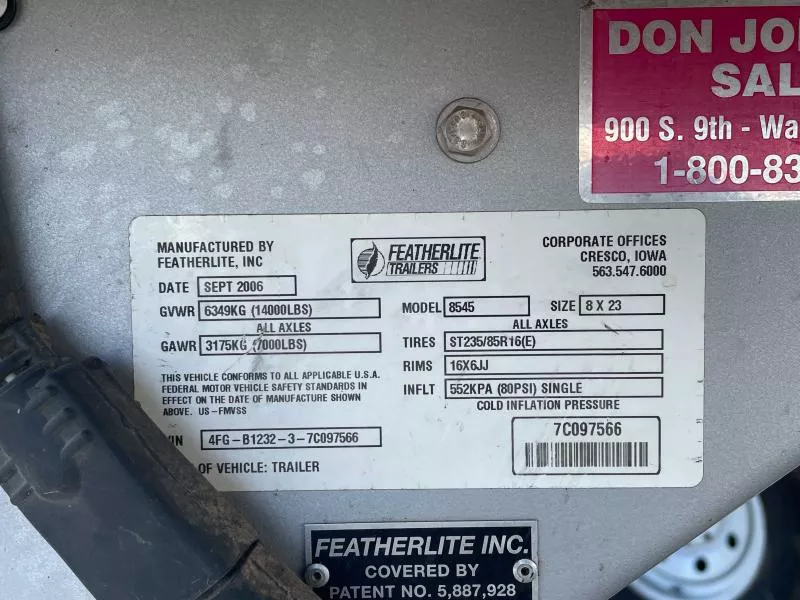 DON JO
SAL
900 S. 9th - Wa
1-800-83
MANUFACTURED BY
FEATHERLITE, INC
FEATHERLITE
TRAILERS
CORPORATE OFFICES
CRESCO, IOWA
563.547.6000
DATE SEPT 2006
GVWR 6349KG (14000LBS) MODEL 8545 SIZE 8 X 23
ALL AXLES ALL AXLES
GAWR 3175KG (7000LBS) TIRES ST235/85R16(E)
RIMS 16X6JJ
THIS VEHICLE CONFORMS TO ALL APPLICABLE U.S.A.
FEDERAL MOTOR VEHICLE SAFETY STANDARDS IN
EFFECT ON THE DATE OF MANUFACTURE SHOWN
ABOVE. US-FMVSS
INFLT 552KPA (80PSI) SINGLE
COLD INFLATION PRESSURE
VIN 4FG-B1232-3-7C097566
7C097566
OF VEHICLE: TRAILER
FEATHERLITE INC.
COVERED BY
PATENT NO. 5,887,928